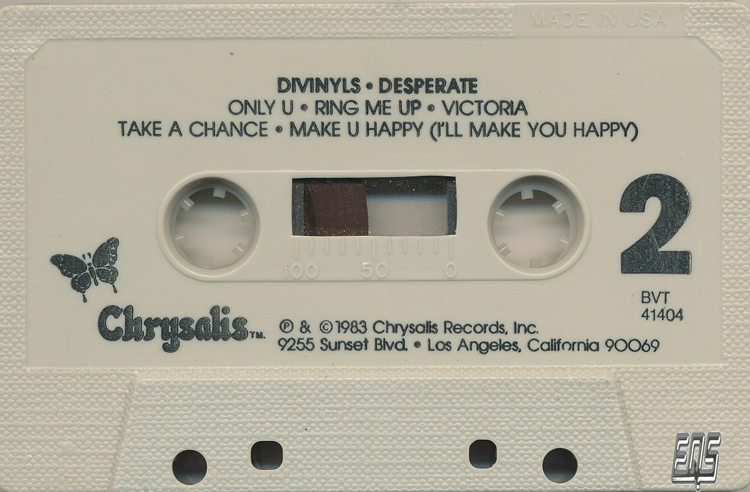 MADE IN USA
DIVINYLS • DESPERATE
ONLY U • RING ME UP • VICTORIA
TAKE A CHANCE • MAKE U HAPPY (I'LL MAKE YOU HAPPY)
2
100 50 0
BVT
41404
Chrysalis™
℗ & © 1983 Chrysalis Records, Inc.
9255 Sunset Blvd. • Los Angeles, California 90069